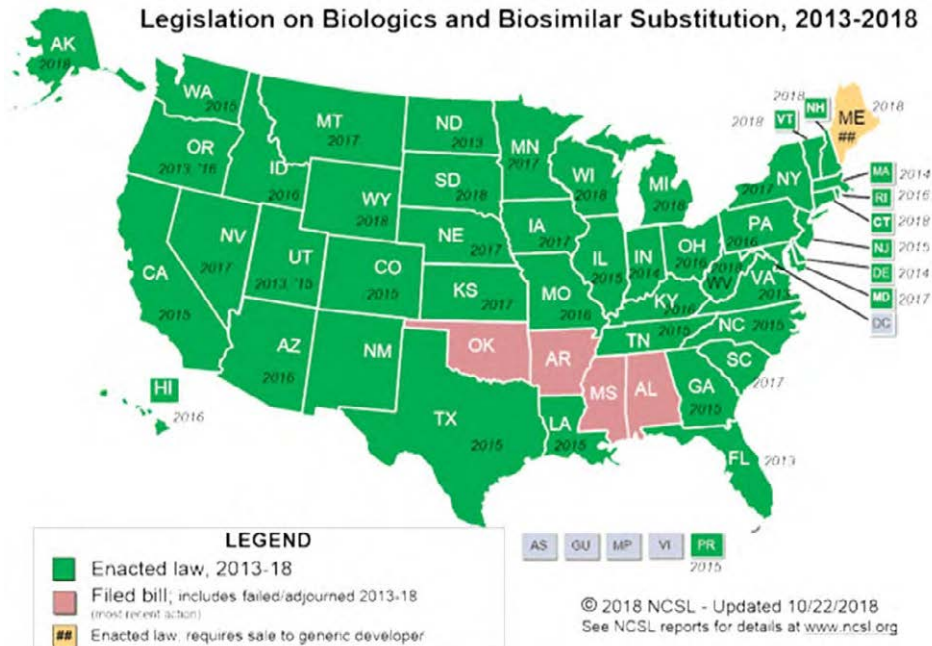 Legislation on Biologics and Biosimilar Substitution, 2013-2018
AK
2018
WA
2015
OR
2013, '16
CA
2015
NV
2017
ID
2016
MT
2017
WY
2018
UT
2013, '15
CO
2015
AZ
2016
NM
ND
2013
SD
2018
NE
2017
KS
2017
OK
TX
2015
MN
2017
IA
2017
MO
2016
AR
LA
2015
WI
2018
IL
2015
MI
2018
IN
2014
OH
2016
KY
2016
TN
2015
MS
AL
GA
2015
FL
2013
SC
2017
NC
2015
VA
2013
2018
WV
PA
2016
NY
2017
2018
VT
2018
NH
ME
##
2018
MA 2014
RI 2016
CT 2018
NJ 2015
DE 2014
MD 2017
DC
HI
2016
AS GU MP VI PR
2015
LEGEND
Enacted law, 2013-18
Filed bill; includes failed/adjourned 2013-18
(most recent action)
## Enacted law, requires sale to generic developer
© 2018 NCSL - Updated 10/22/2018
See NCSL reports for details at www.ncsl.org